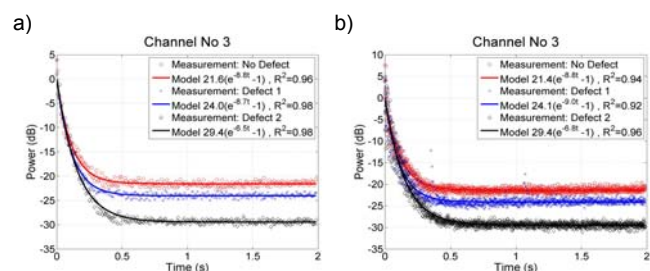 a)
Channel No 3
Measurement: No Defect
Model 21.6(e^-8.8t -1) , R²=0.96
Measurement: Defect 1
Model 24.0(e^-8.7t -1) , R²=0.98
Measurement: Defect 2
Model 29.4(e^-6.5t -1) , R²=0.98
Power (dB)
5
0
-5
-10
-15
-20
-25
-30
-35
0
0.5
1
1.5
2
Time (s)
b)
Channel No 3
Measurement: No Defect
Model 21.4(e^-8.8t -1) , R²=0.94
Measurement: Defect 1
Model 24.1(e^-9.0t -1) , R²=0.92
Measurement: Defect 2
Model 29.4(e^-6.8t -1) , R²=0.96
Power (dB)
10
5
0
-5
-10
-15
-20
-25
-30
-35
0
0.5
1
1.5
2
Time (s)